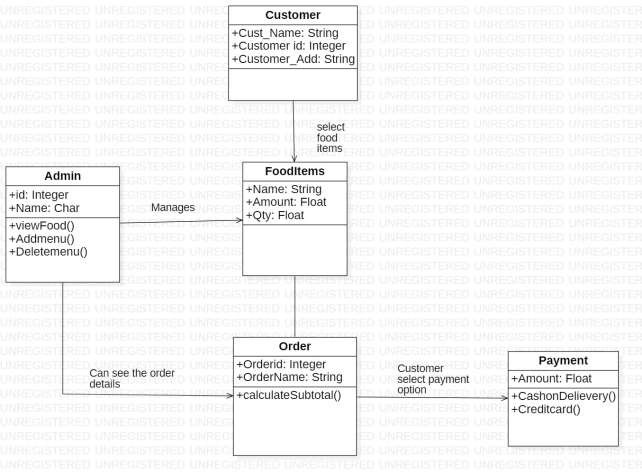 Customer
+Cust_Name: String
+Customer id: Integer
+Customer_Add: String
select
food
items
Admin
+id: Integer
+Name: Char
+viewFood()
+Addmenu()
+Deletemenu()
Manages
FoodItems
+Name: String
+Amount: Float
+Qty: Float
Can see the order
details
Order
+Orderid: Integer
+OrderName: String
+calculateSubtotal()
Customer
select payment
option
Payment
+Amount: Float
+CashonDelievery()
+Creditcard()
UNREGISTERED